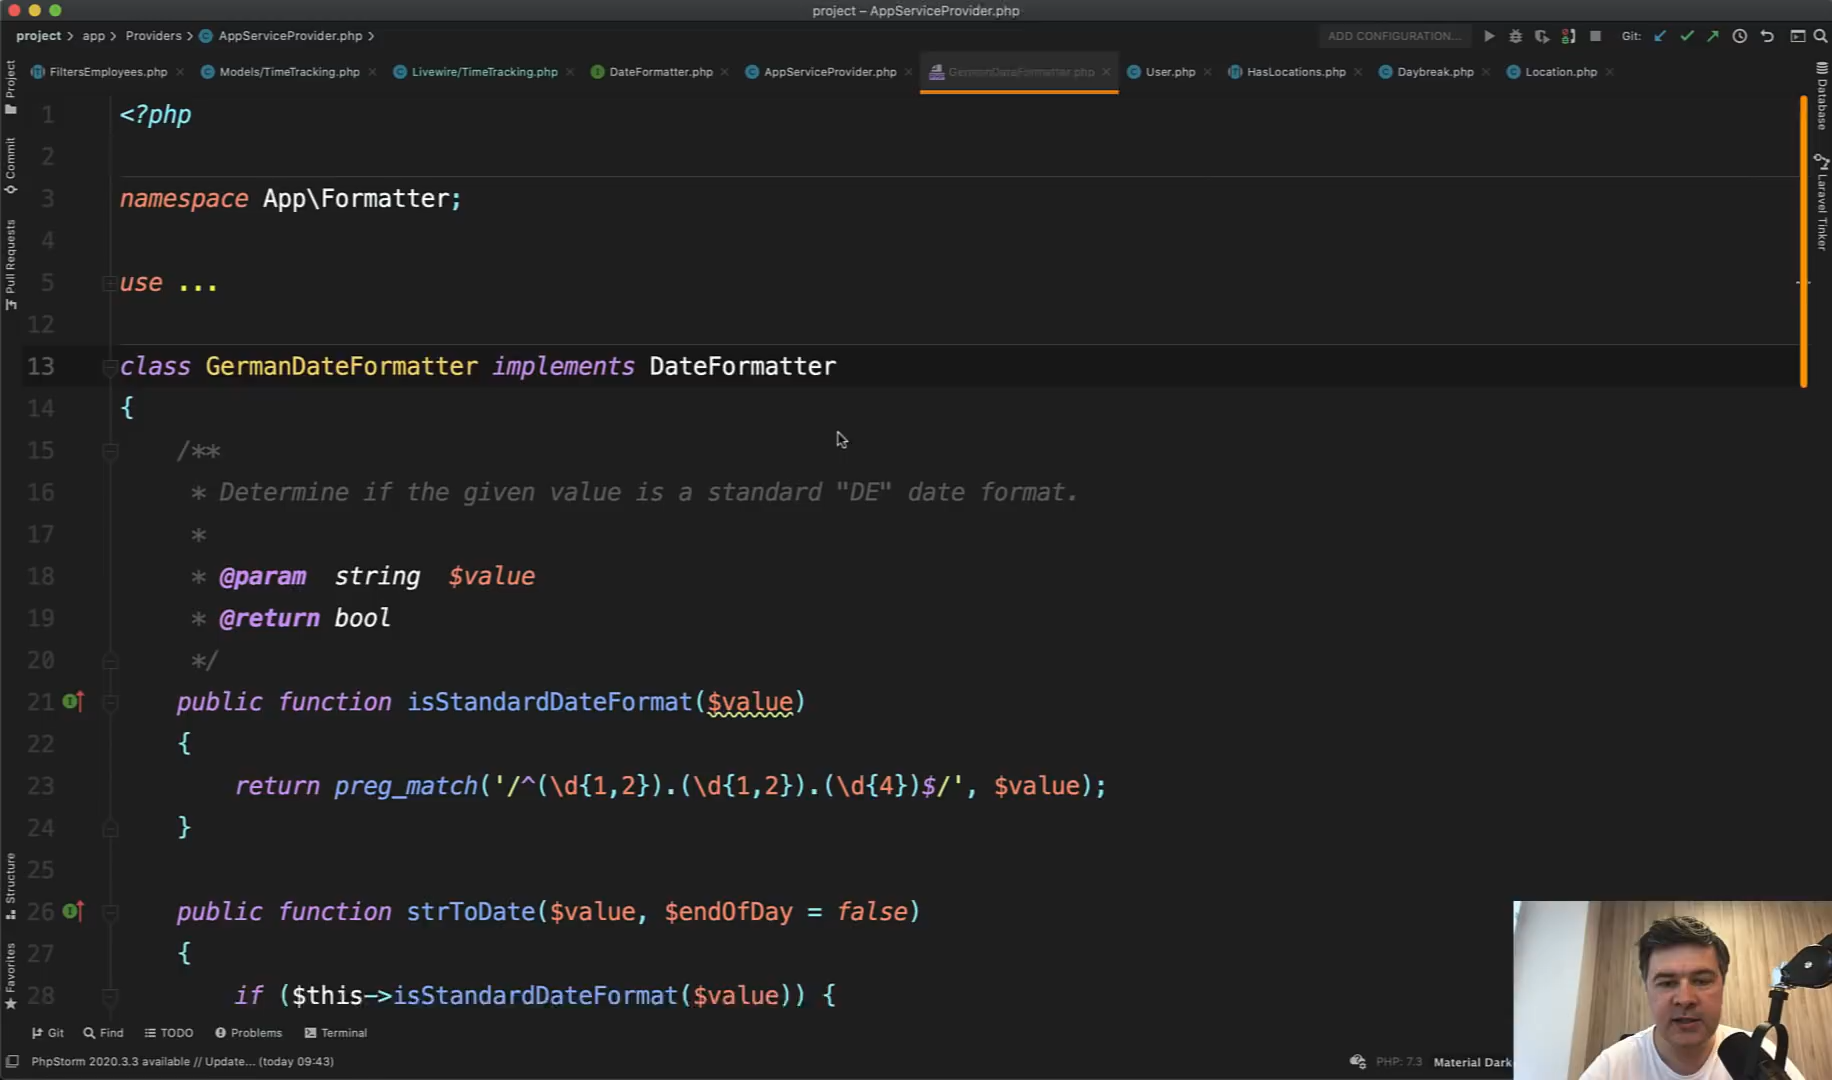 project – AppServiceProvider.php
project > app > Providers > AppServiceProvider.php >
ADD CONFIGURATION... Git:
FiltersEmployees.php Models/TimeTracking.php Livewire/TimeTracking.php DateFormatter.php AppServiceProvider.php GermanDateFormatter.php User.php HasLocations.php Daybreak.php Location.php
Project
Commit
Pull Requests
Structure
Favorites
Database
Laravel Tinker
1 <?php
2
3 namespace App\Formatter;
4
5 use ...
12
13 class GermanDateFormatter implements DateFormatter
14 {
15 /**
16 * Determine if the given value is a standard "DE" date format.
17 *
18 * @param string $value
19 * @return bool
20 */
21 public function isStandardDateFormat($value)
22 {
23 return preg_match('/^(\d{1,2}).(\d{1,2}).(\d{4})$/', $value);
24 }
25
26 public function strToDate($value, $endOfDay = false)
27 {
28 if ($this->isStandardDateFormat($value)) {
Git Find TODO Problems Terminal
PhpStorm 2020.3.3 available // Update... (today 09:43)
PHP: 7.3 Material Dark